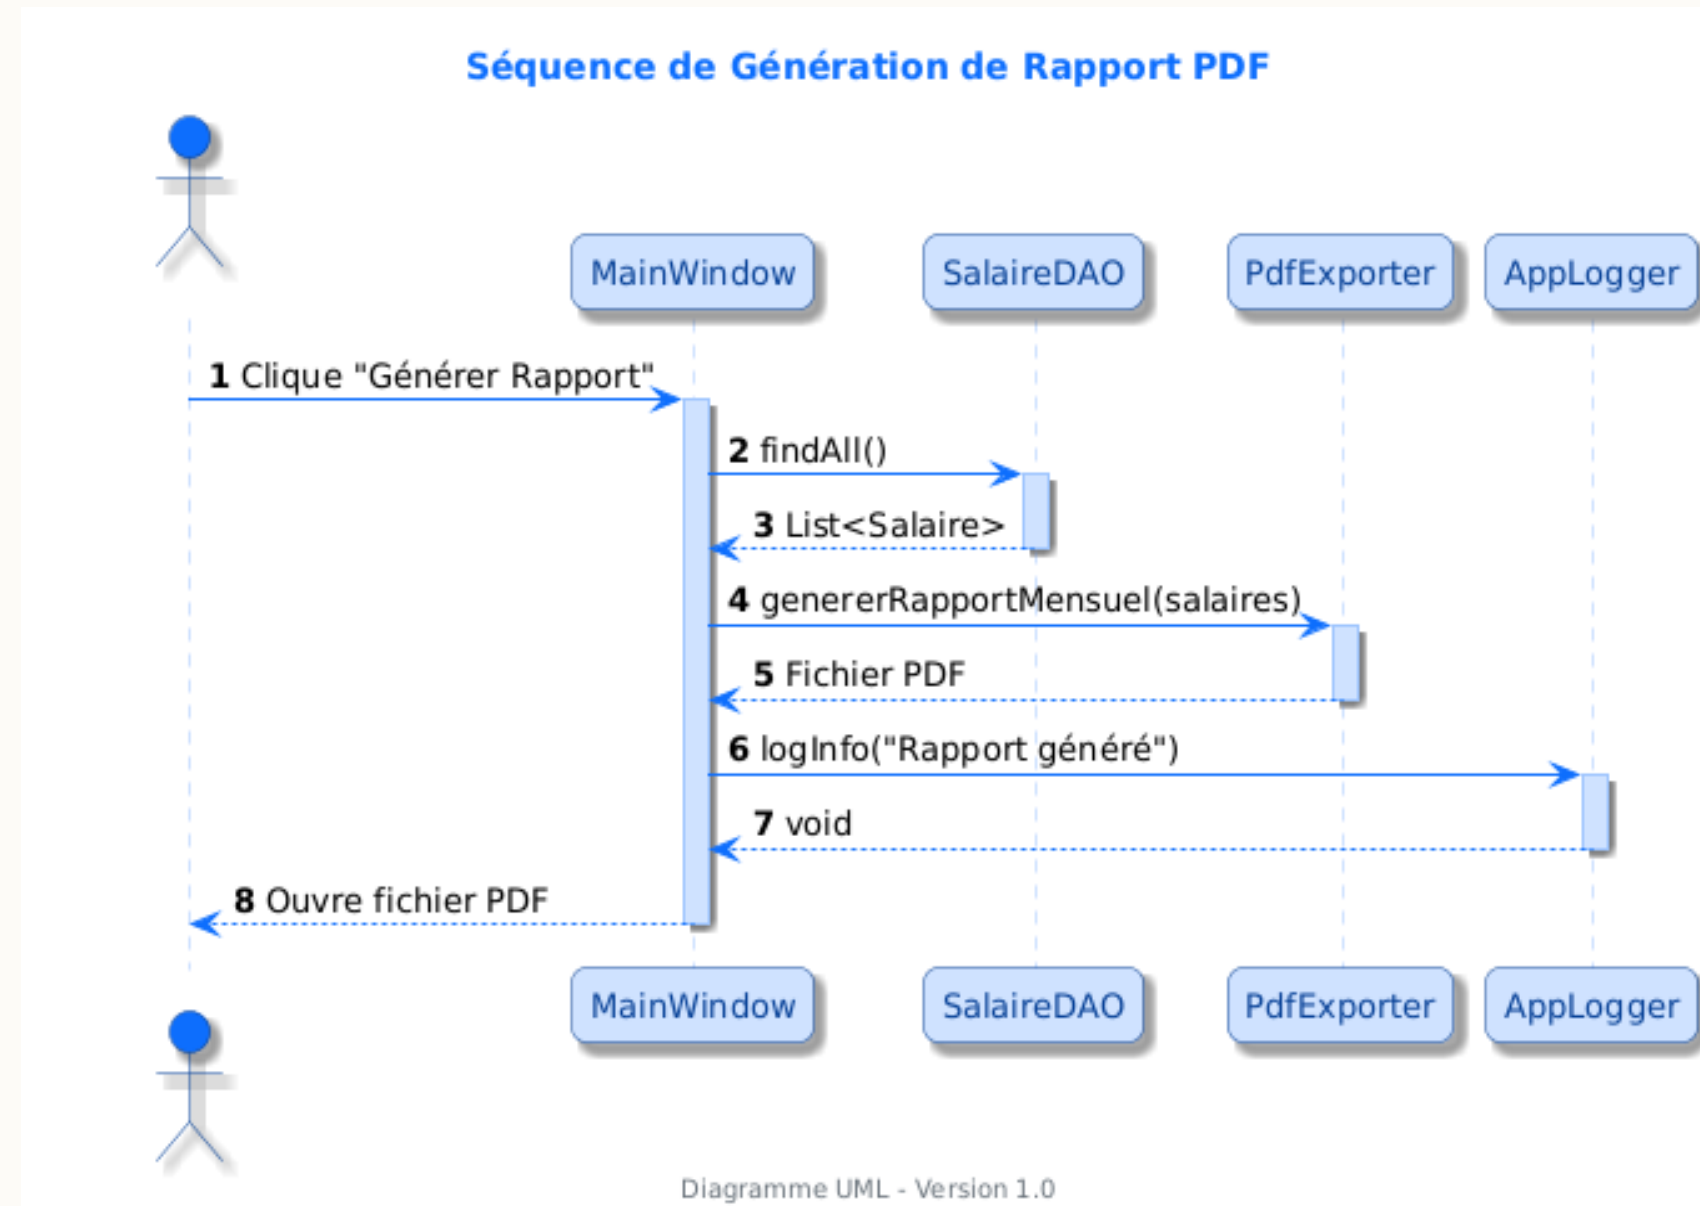 Séquence de Génération de Rapport PDF
MainWindow
SalaireDAO
PdfExporter
AppLogger
1 Clique "Générer Rapport"
2 findAll()
3 List<Salaire>
4 genererRapportMensuel(salaires)
5 Fichier PDF
6 logInfo("Rapport généré")
7 void
8 Ouvre fichier PDF
MainWindow
SalaireDAO
PdfExporter
AppLogger
Diagramme UML - Version 1.0